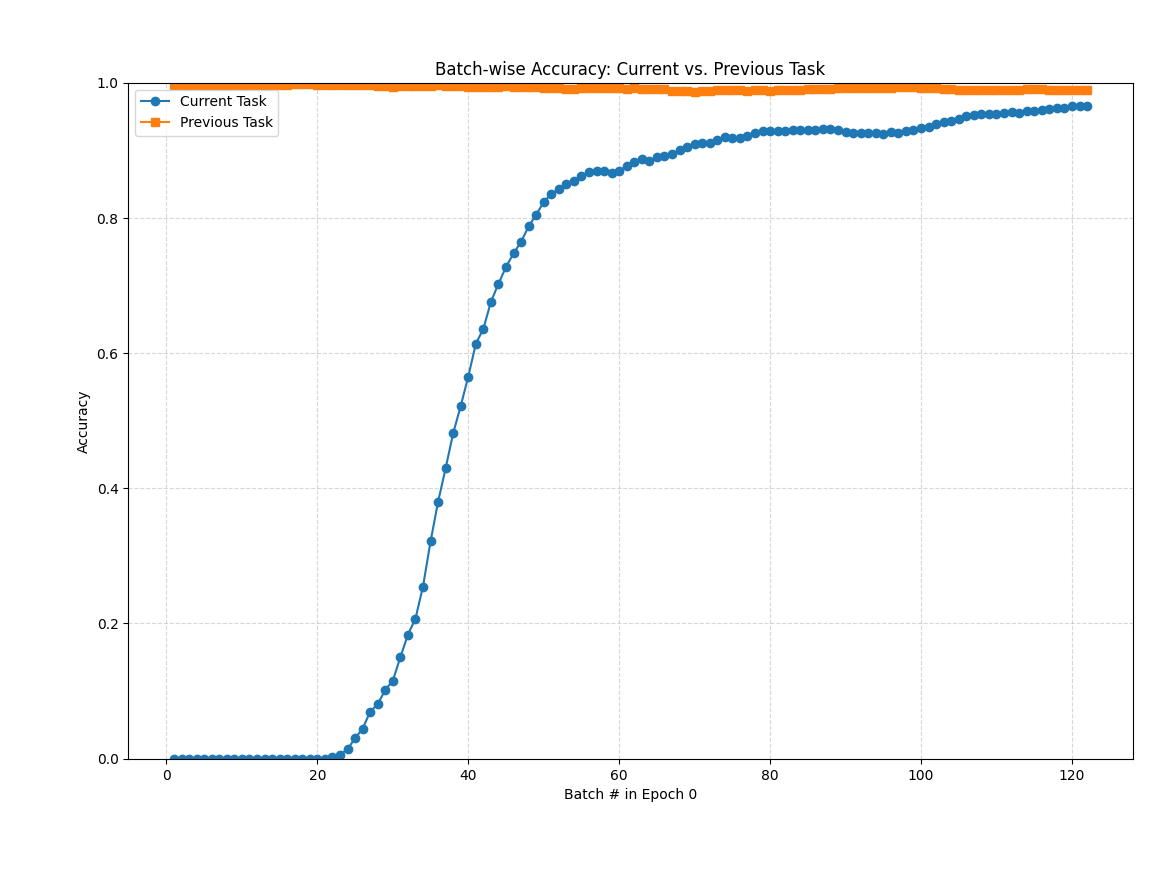 Batch-wise Accuracy: Current vs. Previous Task
Current Task
Previous Task
1.0
0.8
0.6
0.4
0.2
0.0
Accuracy
0 20 40 60 80 100 120
Batch # in Epoch 0